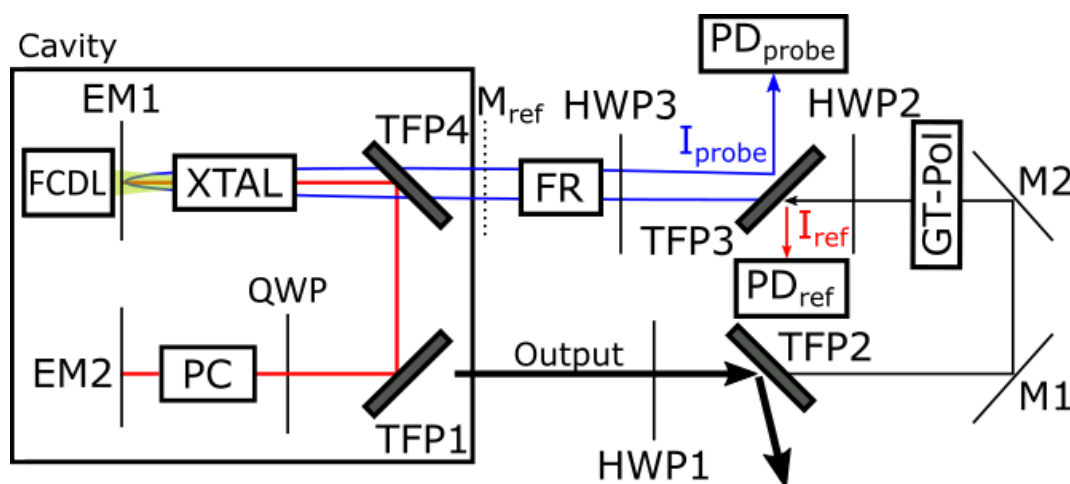 Cavity
EM1
FCDL
XTAL
TFP4
M_ref
FR
HWP3
I_probe
PD_probe
HWP2
GT-Pol
M2
TFP3
I_ref
PD_ref
EM2
PC
QWP
TFP1
Output
HWP1
TFP2
M1